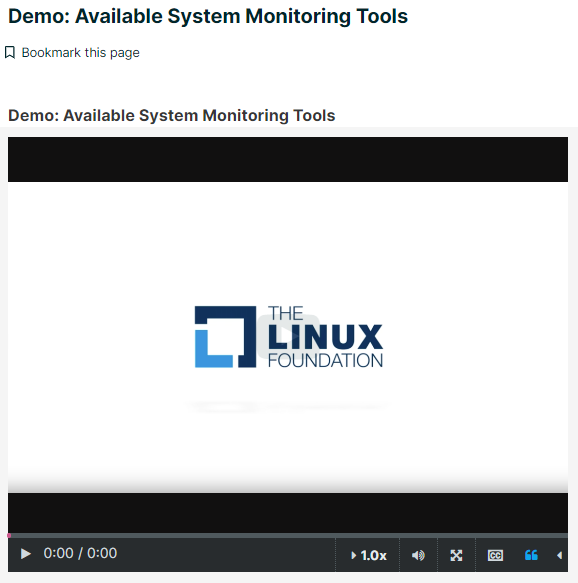 Demo: Available System Monitoring Tools
Bookmark this page
Demo: Available System Monitoring Tools
THE
LINUX
FOUNDATION
0:00 / 0:00
1.0x
CC